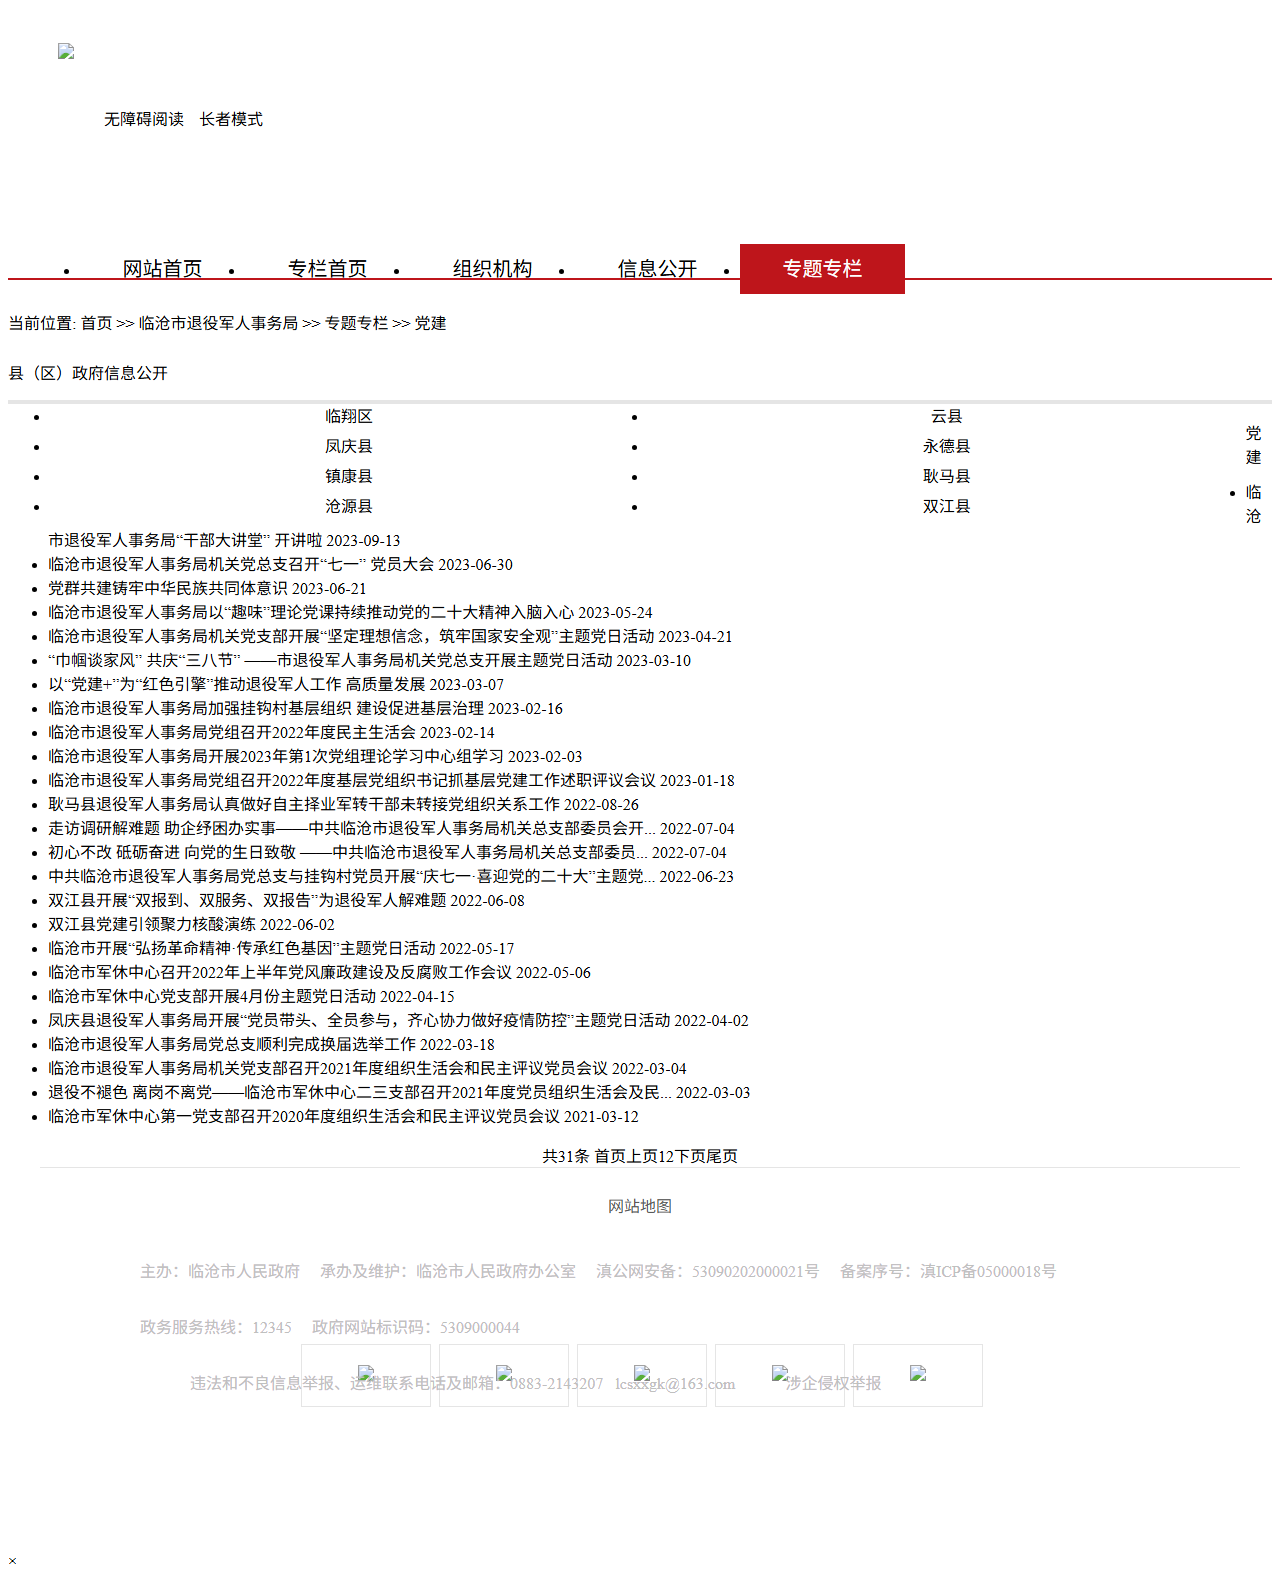 无障碍阅读 长者模式
网站首页 专栏首页 组织机构 信息公开 专题专栏
当前位置: 首页 >> 临沧市退役军人事务局 >> 专题专栏 >> 党建
县（区）政府信息公开
临翔区 云县
凤庆县 永德县
镇康县 耿马县
沧源县 双江县
党
建
临
沧
市退役军人事务局“干部大讲堂” 开讲啦 2023-09-13
临沧市退役军人事务局机关党总支召开“七一” 党员大会 2023-06-30
党群共建铸牢中华民族共同体意识 2023-06-21
临沧市退役军人事务局以“趣味”理论党课持续推动党的二十大精神入脑入心 2023-05-24
临沧市退役军人事务局机关党支部开展“坚定理想信念，筑牢国家安全观”主题党日活动 2023-04-21
“巾帼谈家风” 共庆“三八节” ——市退役军人事务局机关党总支开展主题党日活动 2023-03-10
以“党建+”为“红色引擎”推动退役军人工作 高质量发展 2023-03-07
临沧市退役军人事务局加强挂钩村基层组织 建设促进基层治理 2023-02-16
临沧市退役军人事务局党组召开2022年度民主生活会 2023-02-14
临沧市退役军人事务局开展2023年第1次党组理论学习中心组学习 2023-02-03
临沧市退役军人事务局党组召开2022年度基层党组织书记抓基层党建工作述职评议会议 2023-01-18
耿马县退役军人事务局认真做好自主择业军转干部未转接党组织关系工作 2022-08-26
走访调研解难题 助企纾困办实事——中共临沧市退役军人事务局机关总支部委员会开... 2022-07-04
初心不改 砥砺奋进 向党的生日致敬 ——中共临沧市退役军人事务局机关总支部委员... 2022-07-04
中共临沧市退役军人事务局党总支与挂钩村党员开展“庆七一·喜迎党的二十大”主题党... 2022-06-23
双江县开展“双报到、双服务、双报告”为退役军人解难题 2022-06-08
双江县党建引领聚力核酸演练 2022-06-02
临沧市开展“弘扬革命精神·传承红色基因”主题党日活动 2022-05-17
临沧市军休中心召开2022年上半年党风廉政建设及反腐败工作会议 2022-05-06
临沧市军休中心党支部开展4月份主题党日活动 2022-04-15
凤庆县退役军人事务局开展“党员带头、全员参与，齐心协力做好疫情防控”主题党日活动 2022-04-02
临沧市退役军人事务局党总支顺利完成换届选举工作 2022-03-18
临沧市退役军人事务局机关党支部召开2021年度组织生活会和民主评议党员会议 2022-03-04
退役不褪色 离岗不离党——临沧市军休中心二三支部召开2021年度党员组织生活会及民... 2022-03-03
临沧市军休中心第一党支部召开2020年度组织生活会和民主评议党员会议 2021-03-12
共31条 首页上页12下页尾页
网站地图
主办：临沧市人民政府 承办及维护：临沧市人民政府办公室 滇公网安备：53090202000021号 备案序号：滇ICP备05000018号
政务服务热线：12345 政府网站标识码：5309000044
违法和不良信息举报、运维联系电话及邮箱：0883-2143207 lcsxxgk@163.com 涉企侵权举报
×